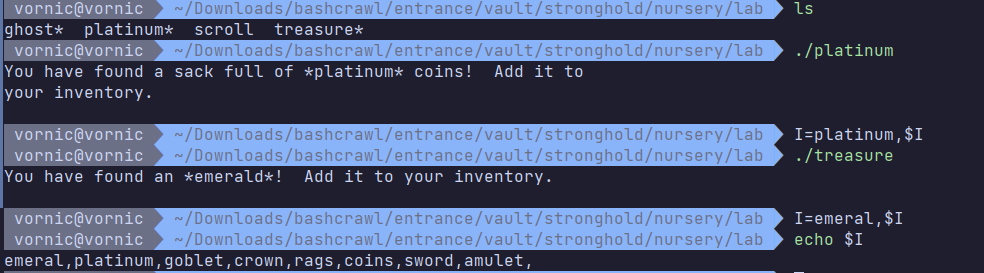 vornic@vornic ~/Downloads/bashcrawl/entrance/vault/stronghold/nursery/lab ls
ghost* platinum* scroll treasure*
vornic@vornic ~/Downloads/bashcrawl/entrance/vault/stronghold/nursery/lab ./platinum
You have found a sack full of *platinum* coins! Add it to
your inventory.
vornic@vornic ~/Downloads/bashcrawl/entrance/vault/stronghold/nursery/lab I=platinum,$I
vornic@vornic ~/Downloads/bashcrawl/entrance/vault/stronghold/nursery/lab ./treasure
You have found an *emerald*! Add it to your inventory.
vornic@vornic ~/Downloads/bashcrawl/entrance/vault/stronghold/nursery/lab I=emeral,$I
vornic@vornic ~/Downloads/bashcrawl/entrance/vault/stronghold/nursery/lab echo $I
emeral,platinum,goblet,crown,rags,coins,sword,amulet,